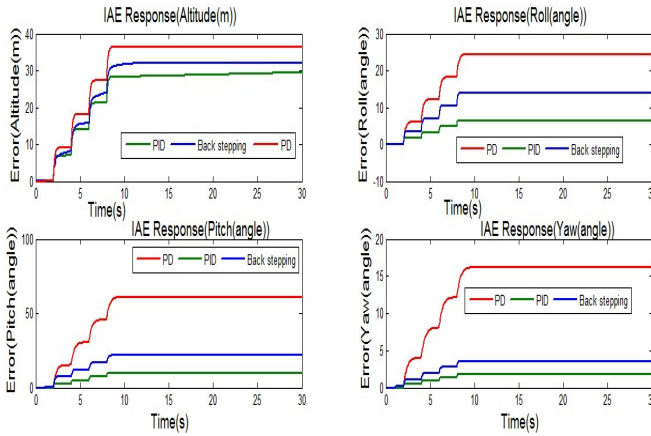 IAE Response(Altitude(m))
Error(Altitude(m))
40
30
20
10
0
PID Back stepping PD
0 5 10 15 20 25 30
Time(s)
IAE Response(Roll(angle)
Error(Roll(angle))
30
20
10
0
-10
PD PID Back stepping
0 5 10 15 20 25 30
Time(s)
IAE Response(Pitch(angle))
Error(Pitch(angle))
100
50
0
PD PID Back stepping
0 5 10 15 20 25 30
Time(s)
IAE Response(Yaw(angle)
Error(Yaw(angle))
20
15
10
5
0
PD PID Back stepping
0 5 10 15 20 25 30
Time(s)